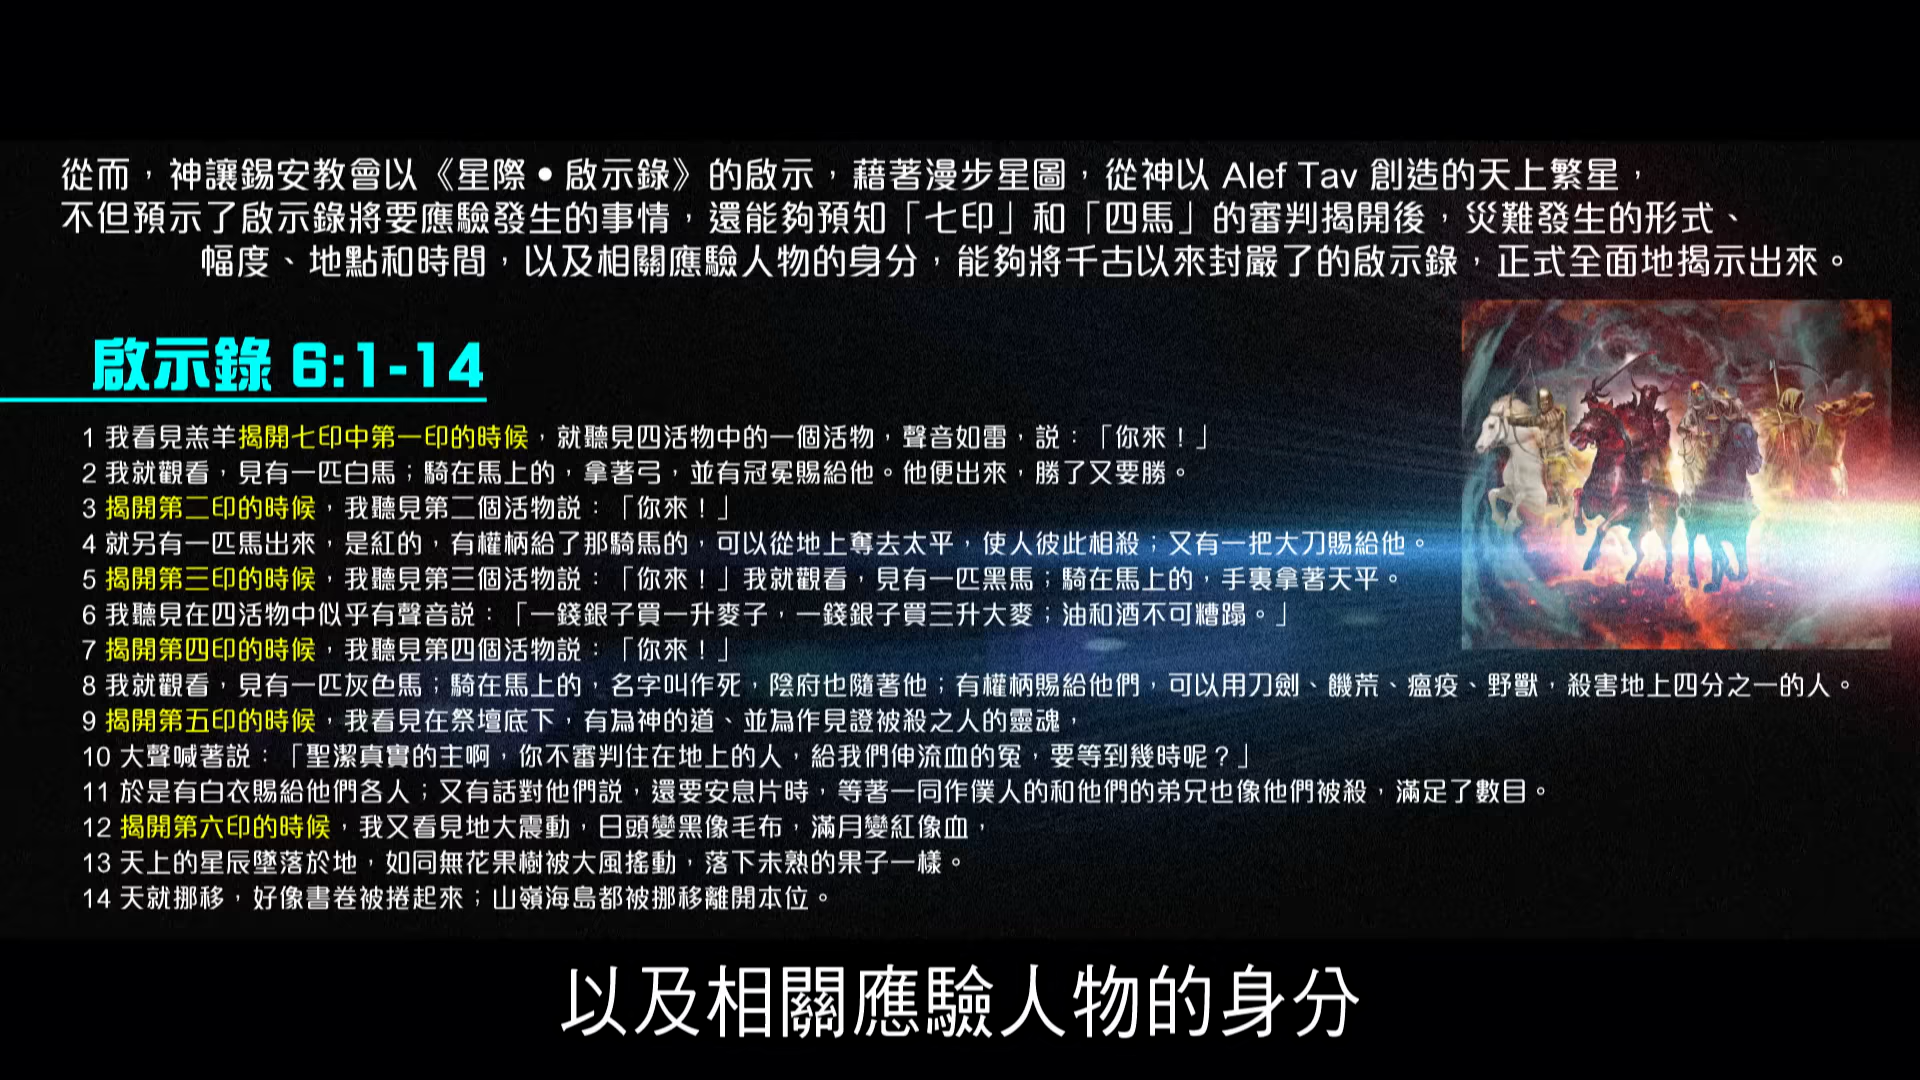 從而，神讓錫安教會以《星際•啟示錄》的啟示，藉著漫步星圖，從神以 Alef Tav 創造的天上繁星，
不但預示了啟示錄將要應驗發生的事情，還能夠預知「七印」和「四馬」的審判揭開後，災難發生的形式、
幅度、地點和時間，以及相關應驗人物的身分，能夠將千古以來封嚴了的啟示錄，正式全面地揭示出來。
啟示錄 6:1-14
1 我看見羔羊揭開七印中第一印的時候，就聽見四活物中的一個活物，聲音如雷，說：「你來！」
2 我就觀看，見有一匹白馬；騎在馬上的，拿著弓，並有冠冕賜給他。他便出來，勝了又要勝。
3 揭開第二印的時候，我聽見第二個活物說：「你來！」
4 就另有一匹馬出來，是紅的，有權柄給了那騎馬的，可以從地上奪去太平，使人彼此相殺；又有一把大刀賜給他。
5 揭開第三印的時候，我聽見第三個活物說：「你來！」我就觀看，見有一匹黑馬；騎在馬上的，手裏拿著天平。
6 我聽見在四活物中似乎有聲音說：「一錢銀子買一升麥子，一錢銀子買三升大麥；油和酒不可糟蹋。」
7 揭開第四印的時候，我聽見第四個活物說：「你來！」
8 我就觀看，見有一匹灰色馬；騎在馬上的，名字叫作死，陰府也隨著他；有權柄賜給他們，可以用刀劍、饑荒、瘟疫、野獸，殺害地上四分之一的人。
9 揭開第五印的時候，我看見在祭壇底下，有為神的道、並為作見證被殺之人的靈魂，
10 大聲喊著說：「聖潔真實的主啊，你不審判住在地上的人，給我們伸流血的冤，要等到幾時呢？」
11 於是有白衣賜給他們各人；又有話對他們說，還要安息片時，等著一同作僕人的和他們的弟兄也像他們被殺，滿足了數目。
12 揭開第六印的時候，我又看見地大震動，日頭變黑像毛布，滿月變紅像血，
13 天上的星辰墜落於地，如同無花果樹被大風搖動，落下未熟的果子一樣。
14 天就挪移，好像書卷被捲起來；山嶺海島都被挪移離開本位。
以及相關應驗人物的身分